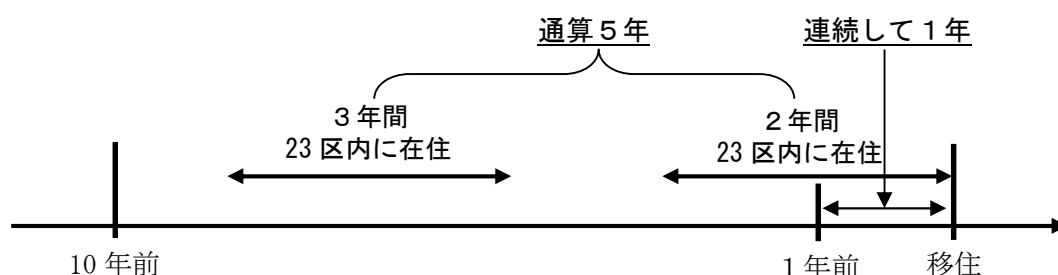 通算５年
連続して１年
３年間
23 区内に在住
２年間
23 区内に在住
10 年前
１年前
移住